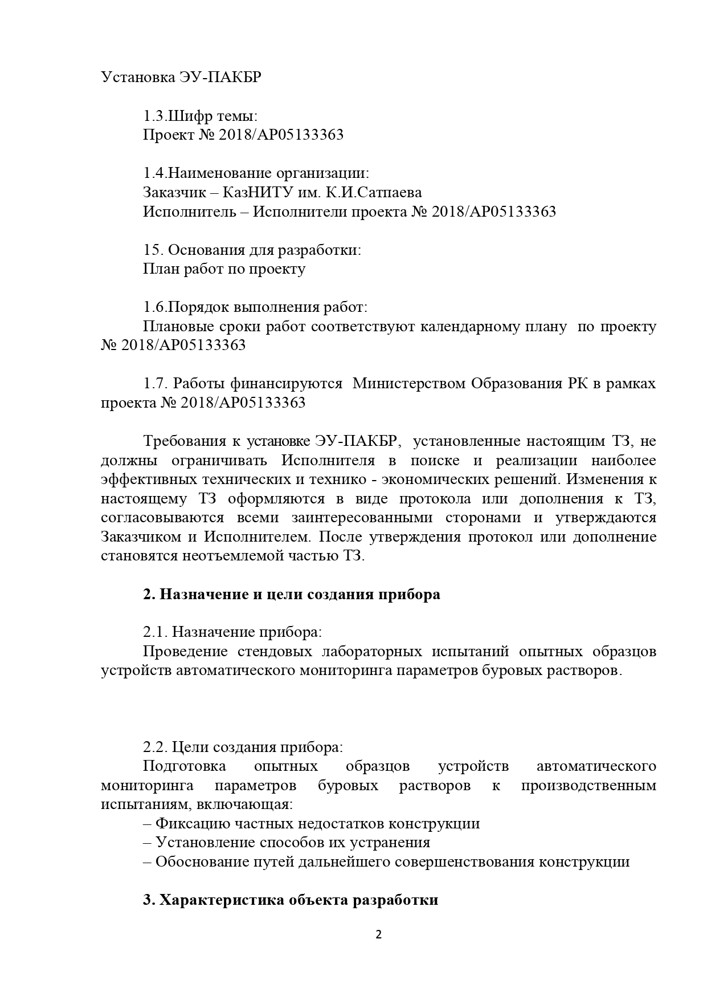 Установка ЭУ-ПАКБР
1.3.Шифр темы:
Проект № 2018/АР05133363
1.4.Наименование организации:
Заказчик – КазНИТУ им. К.И.Сатпаева
Исполнитель – Исполнители проекта № 2018/АР05133363
15. Основания для разработки:
План работ по проекту
1.6.Порядок выполнения работ:
Плановые сроки работ соответствуют календарному плану по проекту
№ 2018/АР05133363
1.7. Работы финансируются Министерством Образования РК в рамках
проекта № 2018/АР05133363
Требования к установке ЭУ-ПАКБР, установленные настоящим ТЗ, не
должны ограничивать Исполнителя в поиске и реализации наиболее
эффективных технических и технико - экономических решений. Изменения к
настоящему ТЗ оформляются в виде протокола или дополнения к ТЗ,
согласовываются всеми заинтересованными сторонами и утверждаются
Заказчиком и Исполнителем. После утверждения протокол или дополнение
становятся неотъемлемой частью ТЗ.
2. Назначение и цели создания прибора
2.1. Назначение прибора:
Проведение стендовых лабораторных испытаний опытных образцов
устройств автоматического мониторинга параметров буровых растворов.
2.2. Цели создания прибора:
Подготовка опытных образцов устройств автоматического
мониторинга параметров буровых растворов к производственным
испытаниям, включающая:
– Фиксацию частных недостатков конструкции
– Установление способов их устранения
– Обоснование путей дальнейшего совершенствования конструкции
3. Характеристика объекта разработки
2